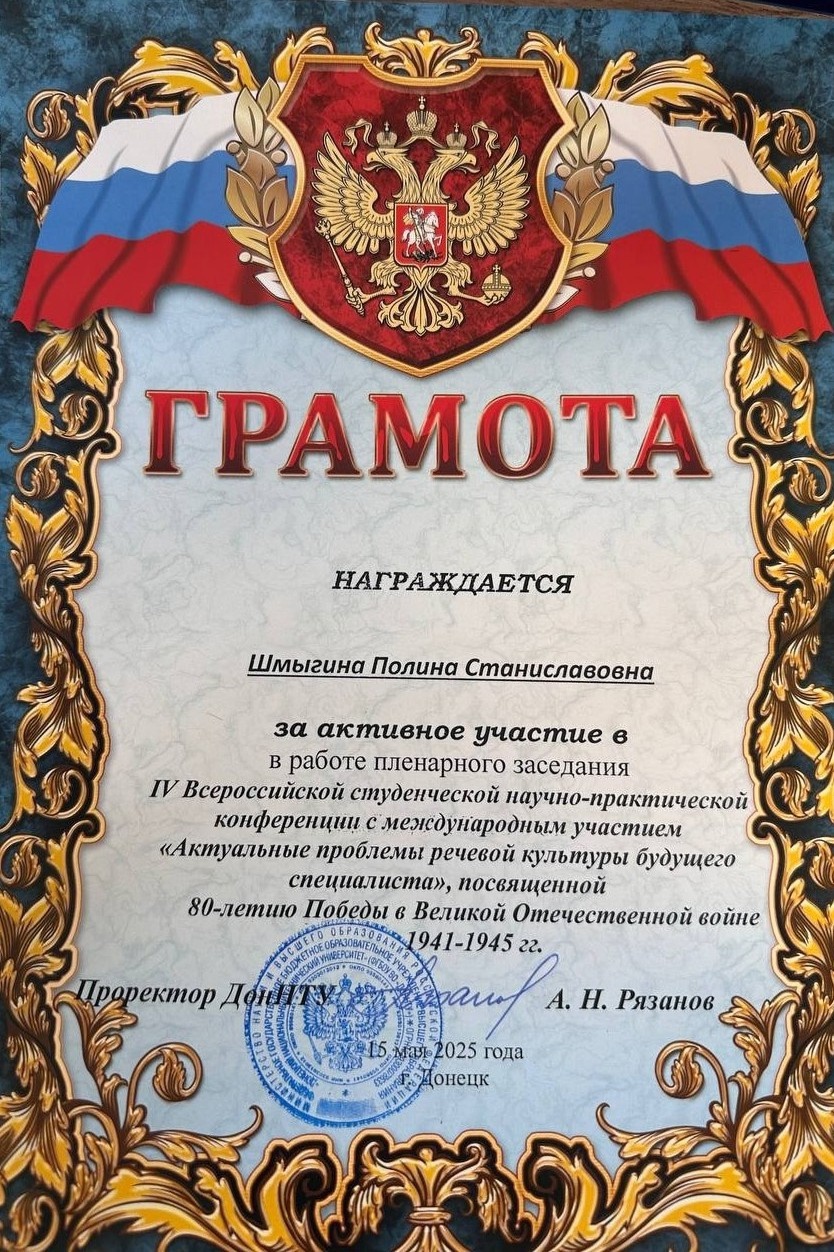 ГРАМОТА
НАГРАЖДАЕТСЯ
Шмыгина Полина Станиславовна
за активное участие в
в работе пленарного заседания
IV Всероссийской студенческой научно-практической
конференции с международным участием
«Актуальные проблемы речевой культуры будущего
специалиста», посвященной
80-летию Победы в Великой Отечественной войне
1941-1945 гг.
Проректор ДонНТУ А. Н. Рязанов
15 мая 2025 года
г. Донецк